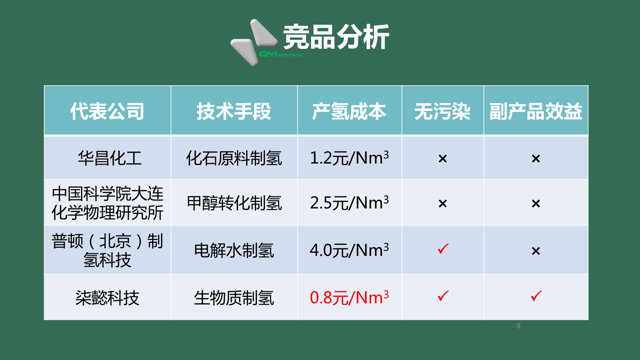 竞品分析
代表公司 技术手段 产氢成本 无污染 副产品效益
华昌化工 化石原料制氢 1.2元/Nm³ × ×
中国科学院大连
化学物理研究所 甲醇转化制氢 2.5元/Nm³ × ×
普顿（北京）制
氢科技 电解水制氢 4.0元/Nm³ ✓ ×
柒懿科技 生物质制氢 0.8元/Nm³ ✓ ✓
8